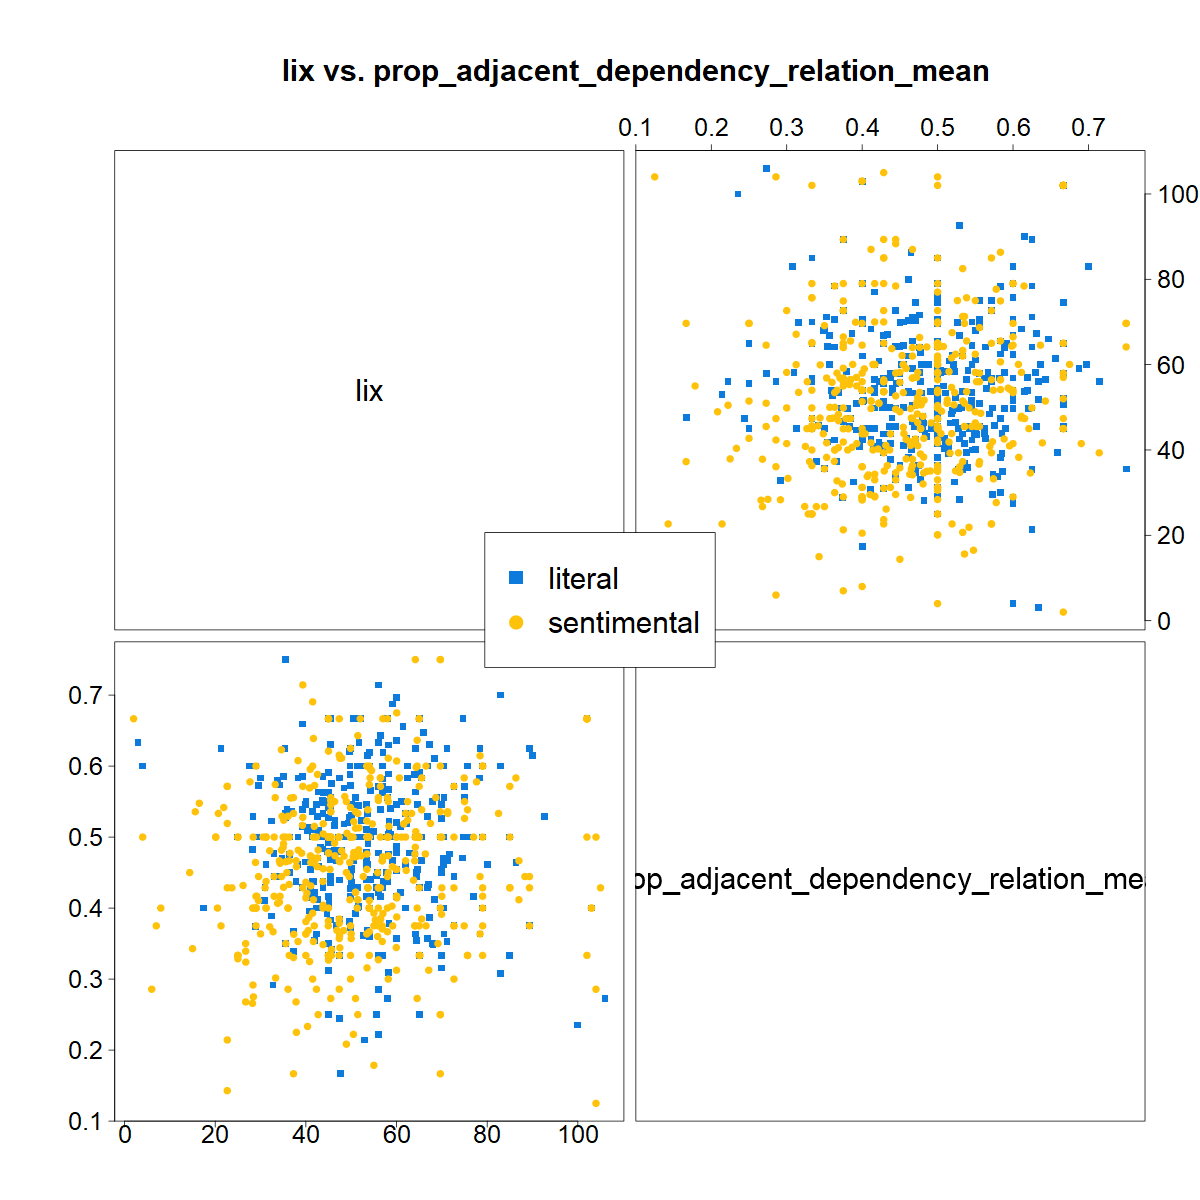 lix vs. prop_adjacent_dependency_relation_mean
0.1 0.2 0.3 0.4 0.5 0.6 0.7
100
80
60
40
20
0
lix
literal
sentimental
0.7
0.6
0.5
0.4
0.3
0.2
0.1
op_adjacent_dependency_relation_me
0 20 40 60 80 100